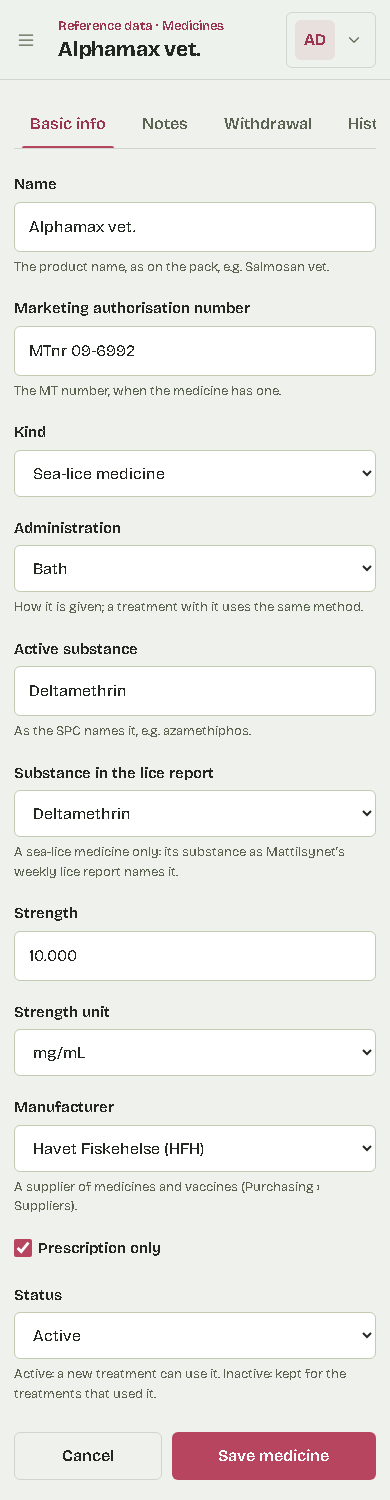 Reference data · Medicines
Alphamax vet.
AD
Basic info
Notes
Withdrawal
Hist
Name
Alphamax vet.
The product name, as on the pack, e.g. Salmosan vet.
Marketing authorisation number
MTnr 09-6992
The MT number, when the medicine has one.
Kind
Sea-lice medicine
Administration
Bath
How it is given; a treatment with it uses the same method.
Active substance
Deltamethrin
As the SPC names it, e.g. azamethiphos.
Substance in the lice report
Deltamethrin
A sea-lice medicine only: its substance as Mattilsynet's
weekly lice report names it.
Strength
10.000
Strength unit
mg/mL
Manufacturer
Havet Fiskehelse (HFH)
A supplier of medicines and vaccines (Purchasing ›
Suppliers).
Prescription only
Status
Active
Active: a new treatment can use it. Inactive: kept for the
treatments that used it.
Cancel
Save medicine